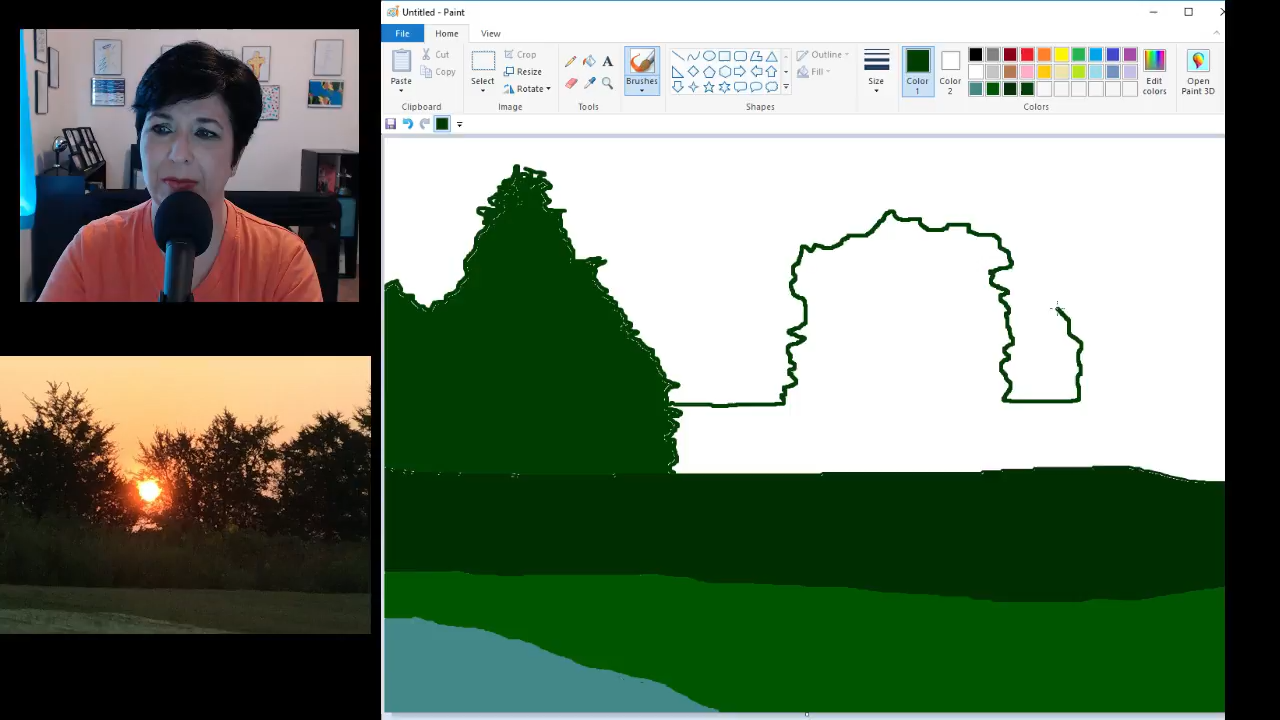 Untitled - Paint
File
Home
View
Paste
Cut
Copy
Clipboard
Select
Crop
Resize
Rotate
Image
Tools
Brushes
Shapes
Outline
Fill
Size
Color
1
Color
2
Edit
colors
Colors
Open
Paint 3D